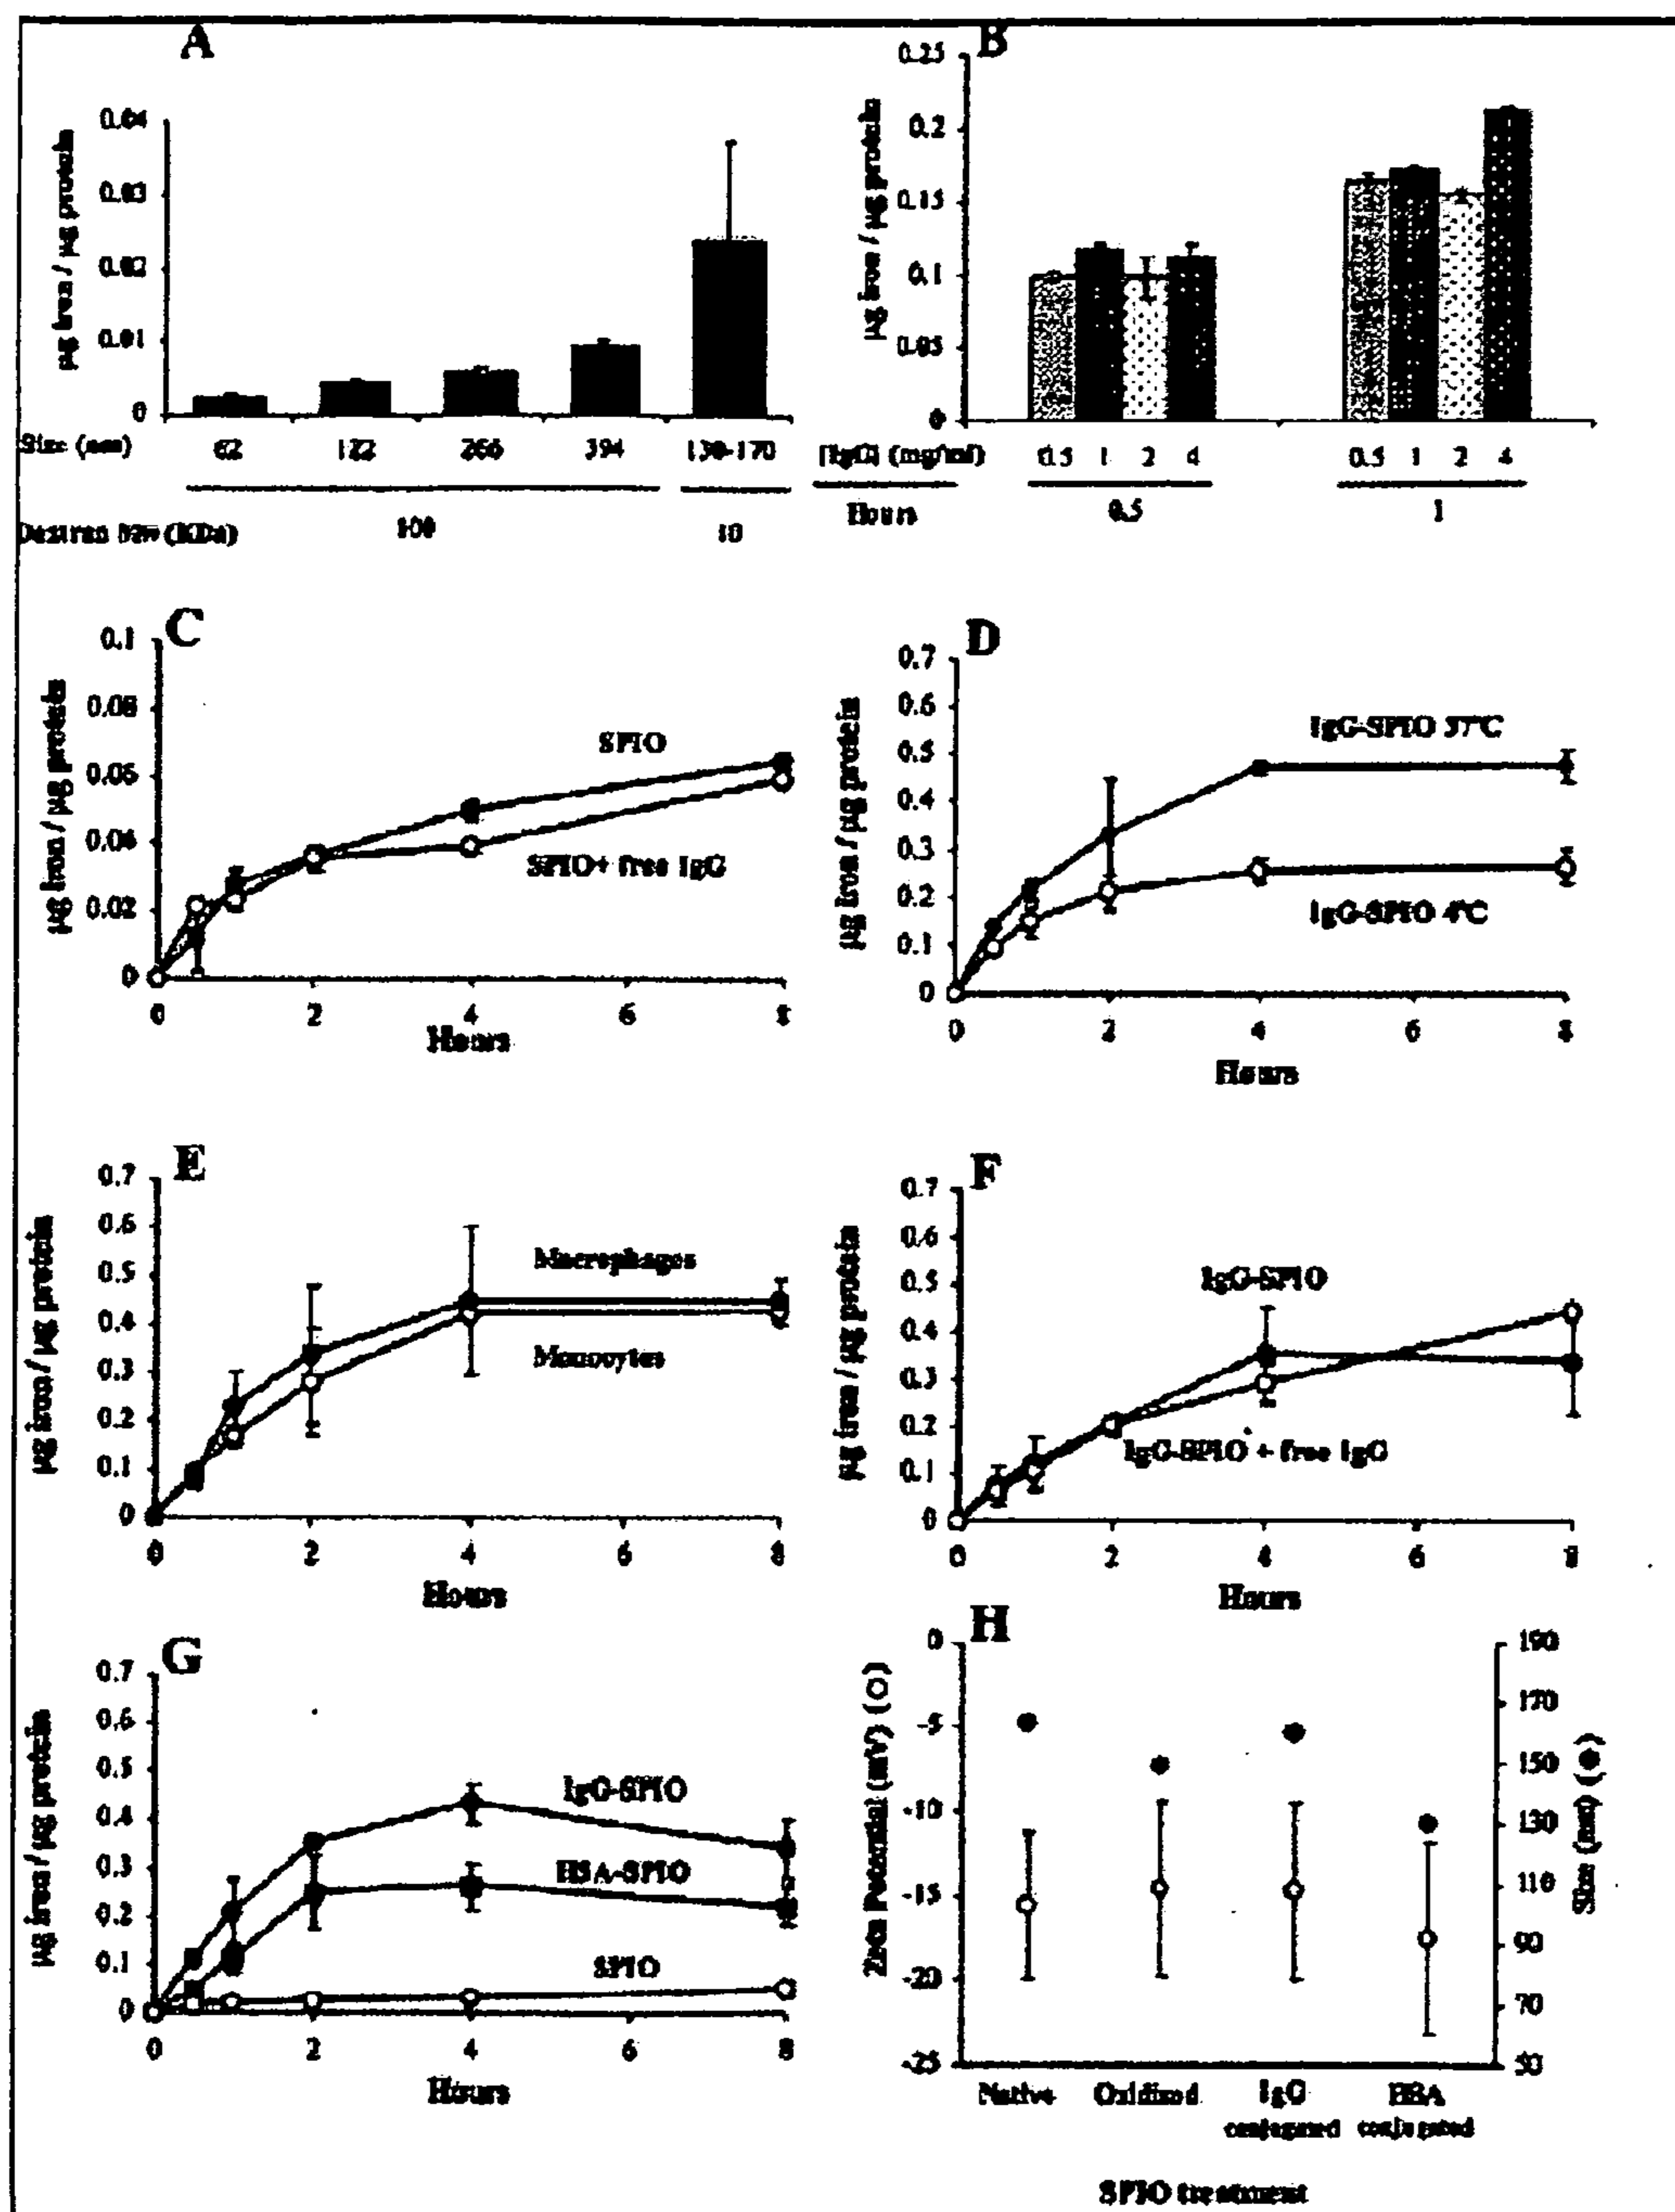 A
µg iron / µg protein
0.04
0.03
0.02
0.01
0
Size (nm)
62
122
266
394
130-170
Dextran Mw (KDa)
100
10
B
µg iron / µg protein
0.25
0.2
0.15
0.1
0.05
0
[IgG] (mg/ml)
0.5 1 2 4
0.5 1 2 4
Hours
0.5
1
C
µg iron / µg protein
0.1
0.08
0.06
0.04
0.02
0
SPIO
SPIO+ free IgG
0 2 4 6 8
Hours
D
µg iron / µg protein
0.7
0.6
0.5
0.4
0.3
0.2
0.1
0
IgG-SPIO 37°C
IgG-SPIO 4°C
0 2 4 6 8
Hours
E
µg iron / µg protein
0.7
0.6
0.5
0.4
0.3
0.2
0.1
0
Macrophages
Monocytes
0 2 4 6 8
Hours
F
µg iron / µg protein
0.7
0.6
0.5
0.4
0.3
0.2
0.1
0
IgG-SPIO
IgG-SPIO + free IgG
0 2 4 6 8
Hours
G
µg iron / µg protein
0.7
0.6
0.5
0.4
0.3
0.2
0.1
0
IgG-SPIO
HSA-SPIO
SPIO
0 2 4 6 8
Hours
H
Zeta Potential (mV) (O)
0
-5
-10
-15
-20
-25
190
170
150
130
110
90
70
50
Size (nm) (●)
Native
Oxidized
IgG
conjugated
HSA
conjugated
SPIO treatment